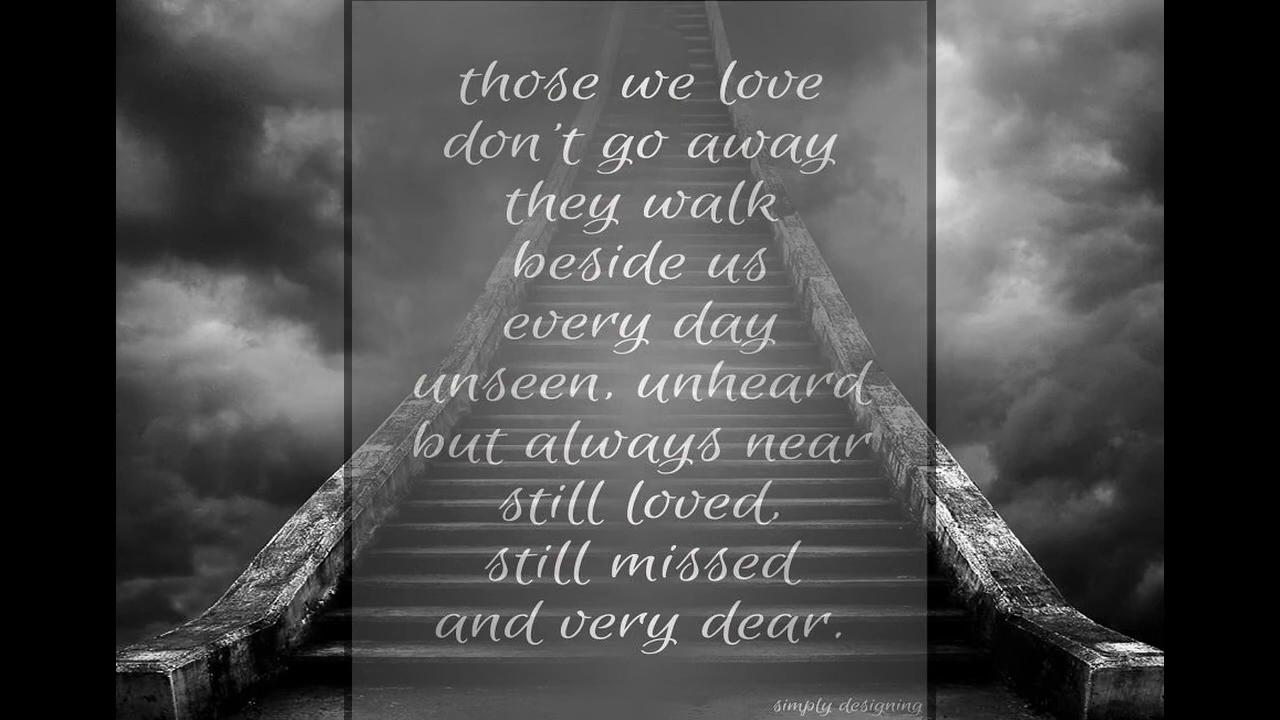 those we love
don't go away
they walk
beside us
every day
unseen, unheard
but always near
still loved,
still missed
and very dear.
simply designing